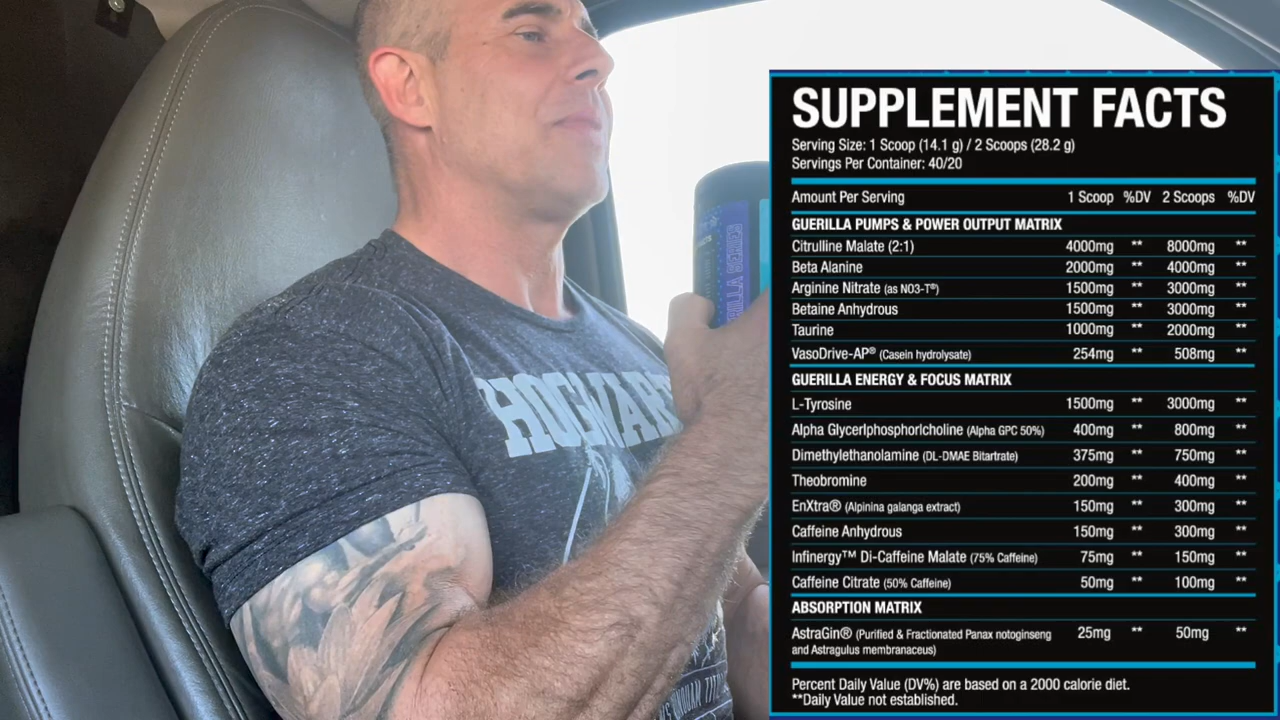 HOGWAR
SUPPLEMENT FACTS
Serving Size: 1 Scoop (14.1 g) / 2 Scoops (28.2 g)
Servings Per Container: 40/20
Amount Per Serving 1 Scoop %DV 2 Scoops %DV
GUERILLA PUMPS & POWER OUTPUT MATRIX
Citrulline Malate (2:1) 4000mg ** 8000mg **
Beta Alanine 2000mg ** 4000mg **
Arginine Nitrate (as NO3-T®) 1500mg ** 3000mg **
Betaine Anhydrous 1500mg ** 3000mg **
Taurine 1000mg ** 2000mg **
VasoDrive-AP® (Casein hydrolysate) 254mg ** 508mg **
GUERILLA ENERGY & FOCUS MATRIX
L-Tyrosine 1500mg ** 3000mg **
Alpha Glycerlphosphorlcholine (Alpha GPC 50%) 400mg ** 800mg **
Dimethylethanolamine (DL-DMAE Bitartrate) 375mg ** 750mg **
Theobromine 200mg ** 400mg **
EnXtra® (Alpinina galanga extract) 150mg ** 300mg **
Caffeine Anhydrous 150mg ** 300mg **
Infinergy™ Di-Caffeine Malate (75% Caffeine) 75mg ** 150mg **
Caffeine Citrate (50% Caffeine) 50mg ** 100mg **
ABSORPTION MATRIX
AstraGin® (Purified & Fractionated Panax notoginseng 25mg ** 50mg **
and Astragulus membranaceus)
Percent Daily Value (DV%) are based on a 2000 calorie diet.
**Daily Value not established.